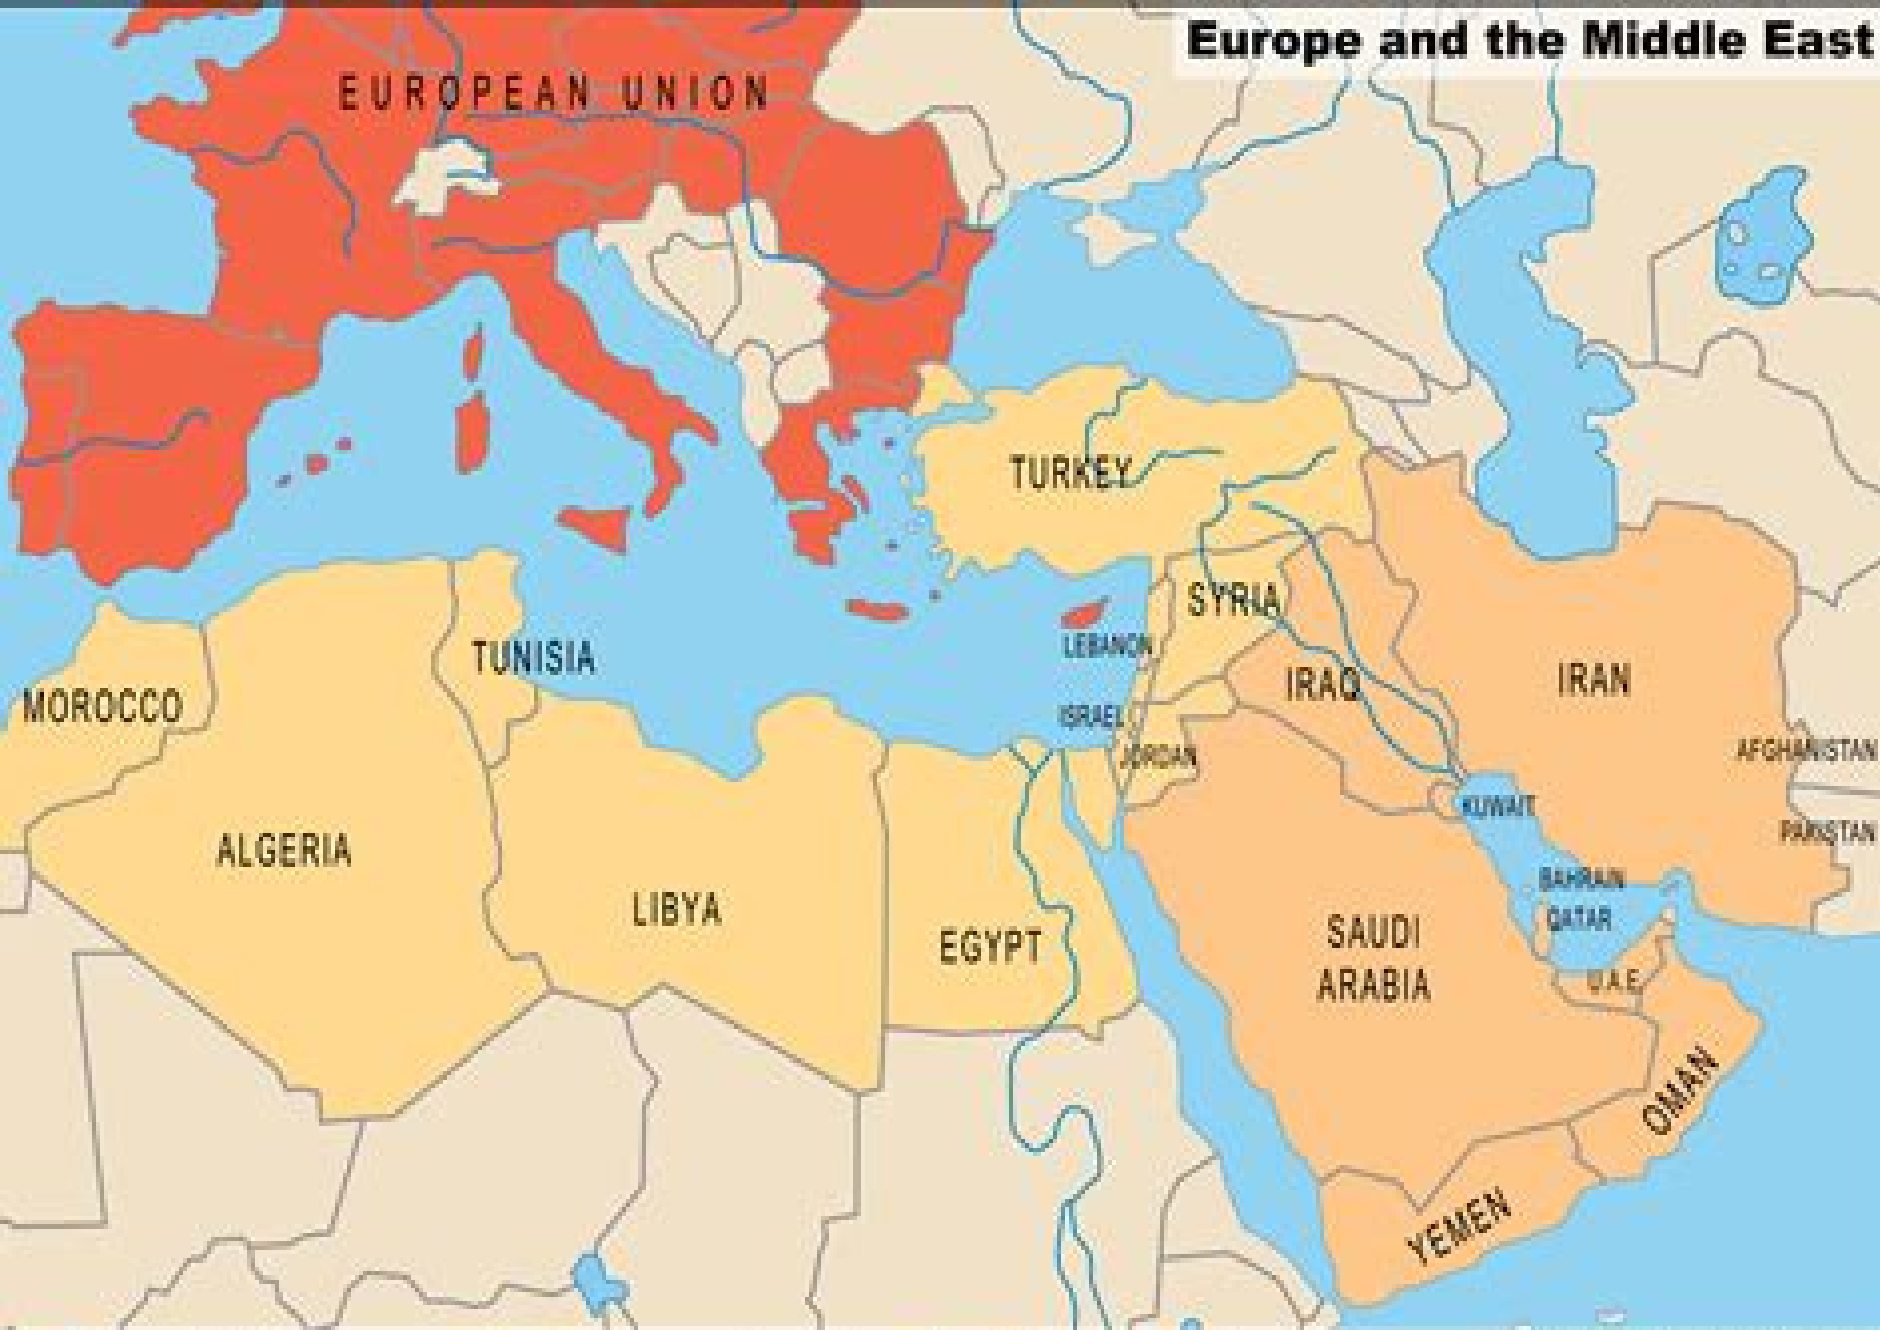 Europe and the Middle East
EUROPEAN UNION
TURKEY
SYRIA
LEBANON
TUNISIA
IRAQ
IRAN
MOROCCO
ISRAEL
JORDAN
AFGHANISTAN
KUWAIT
PAKISTAN
ALGERIA
LIBYA
BAHRAIN
QATAR
EGYPT
SAUDI
ARABIA
U.A.E.
OMAN
YEMEN